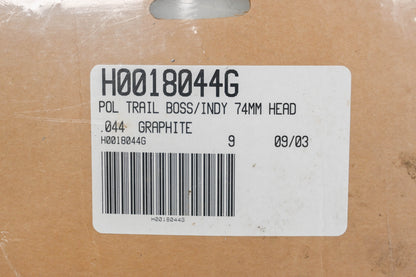 H0018044G
POL TRAIL BOSS/INDY 74MM HEAD
.044 GRAPHITE
H0018044G 9 09/03
H0018044G